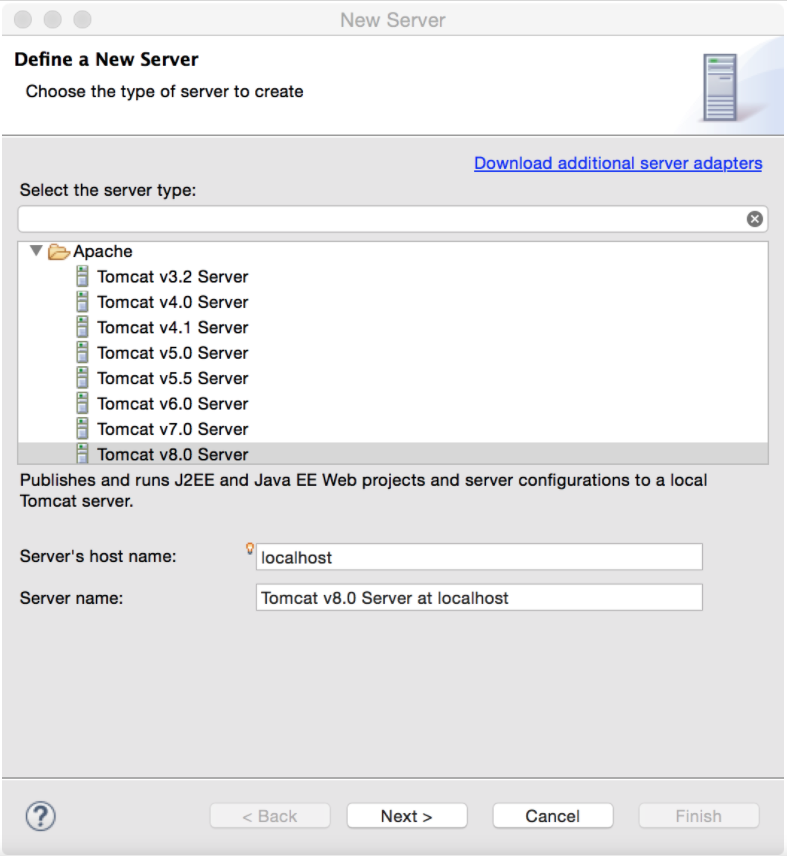 New Server
Define a New Server
Choose the type of server to create
Download additional server adapters
Select the server type:
Apache
Tomcat v3.2 Server
Tomcat v4.0 Server
Tomcat v4.1 Server
Tomcat v5.0 Server
Tomcat v5.5 Server
Tomcat v6.0 Server
Tomcat v7.0 Server
Tomcat v8.0 Server
Publishes and runs J2EE and Java EE Web projects and server configurations to a local
Tomcat server.
Server's host name: localhost
Server name: Tomcat v8.0 Server at localhost
? < Back Next > Cancel Finish